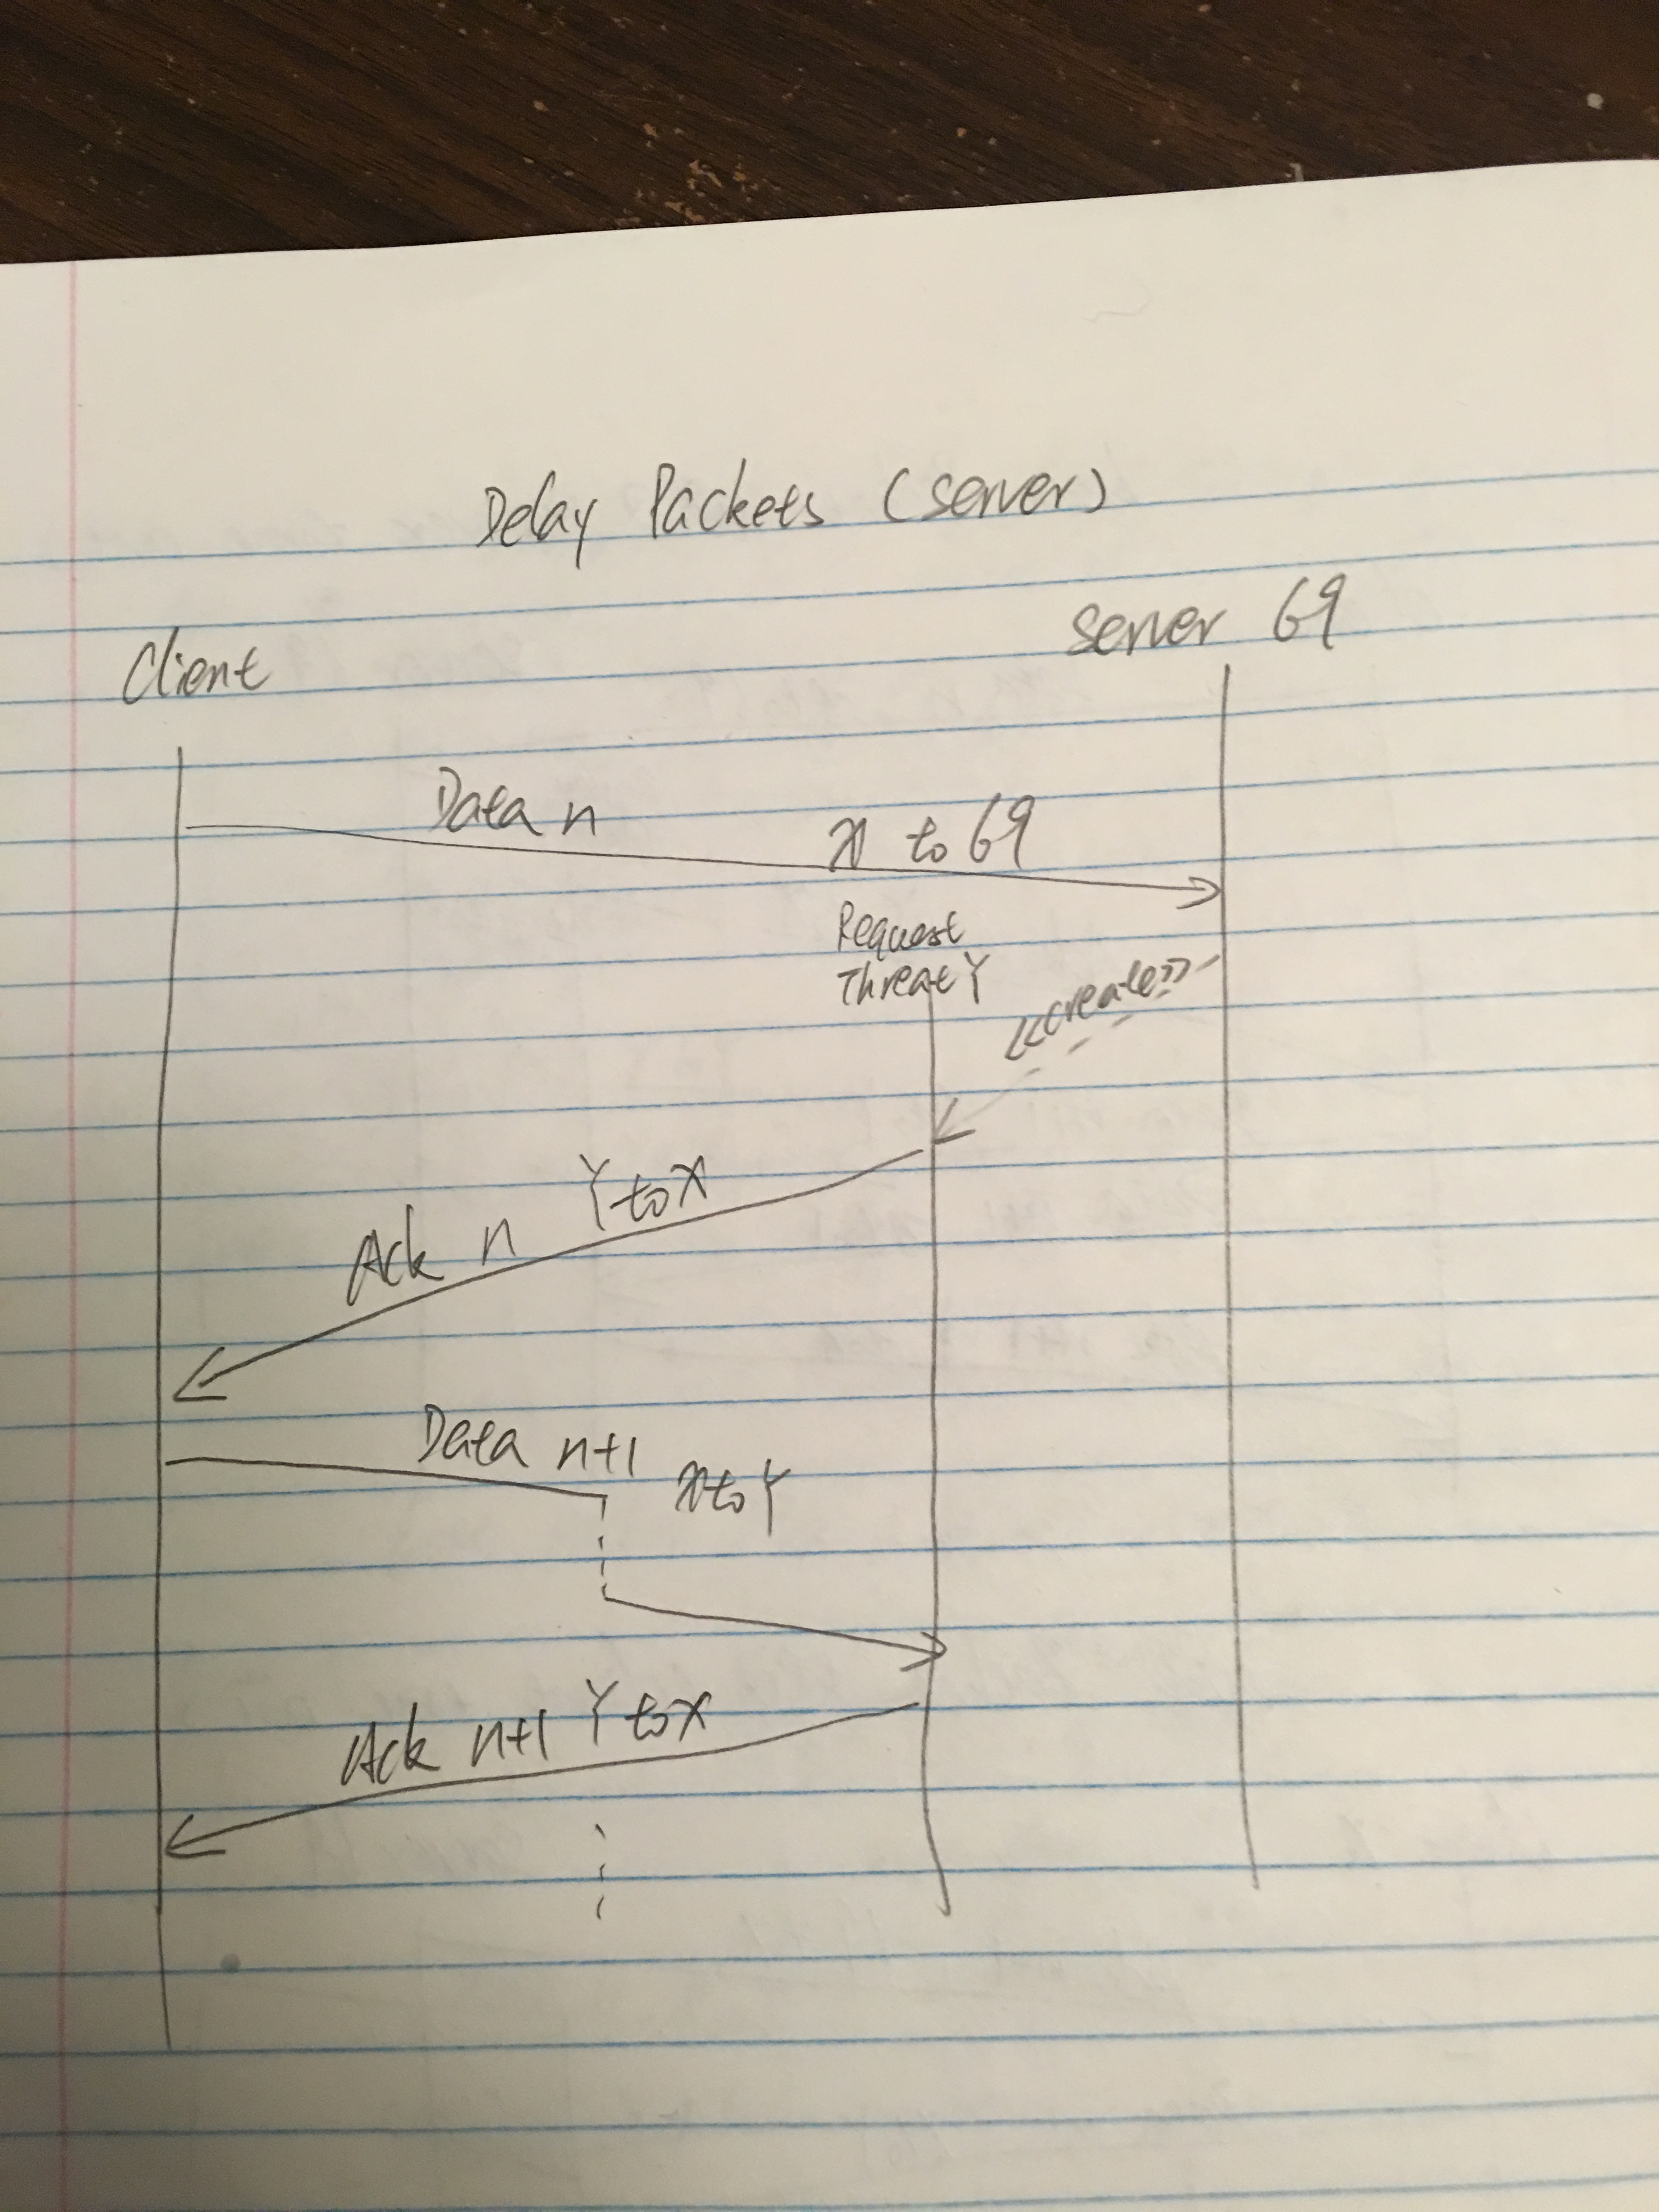 Delay Packets (server)
Client
server 69
Data n
x to 69
Request
Threat Y
<<create>>
Ack n Y to x
Data n+1 x to Y
Ack n+1 Y to x